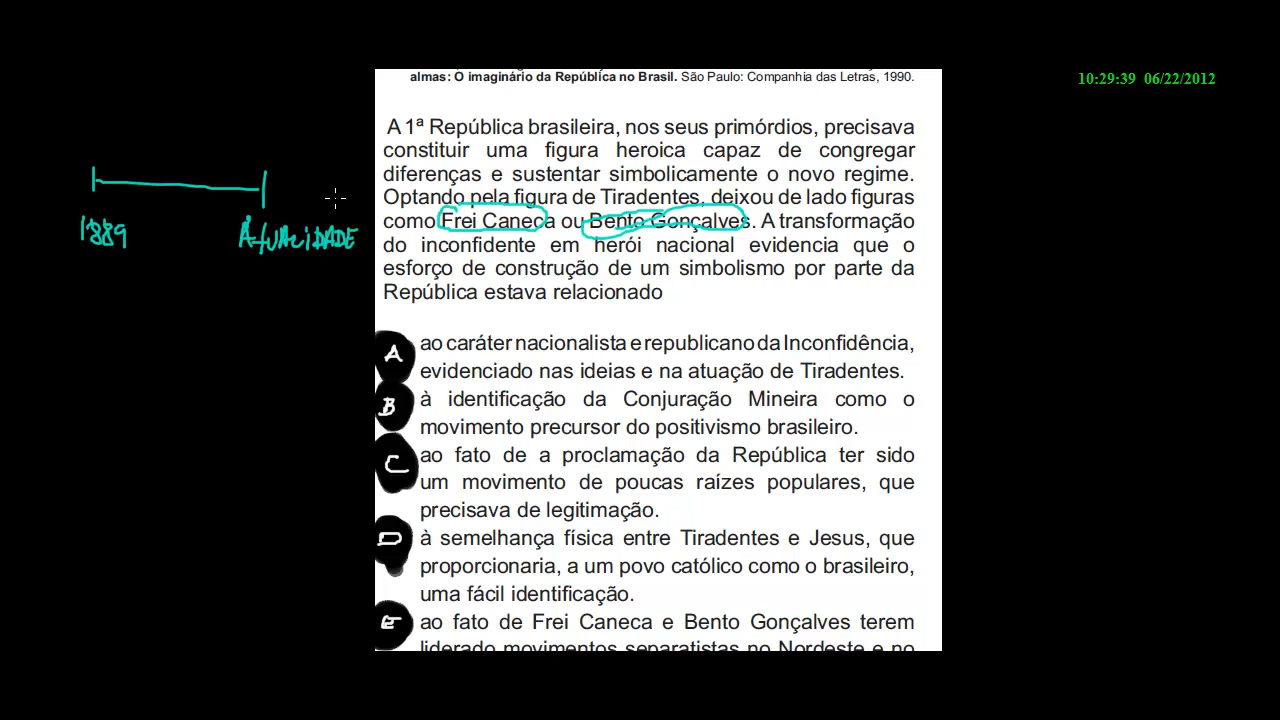 almas: O imaginário da República no Brasil. São Paulo: Companhia das Letras, 1990.
10:29:39 06/22/2012
A 1ª República brasileira, nos seus primórdios, precisava
constituir uma figura heroica capaz de congregar
diferenças e sustentar simbolicamente o novo regime.
Optando pela figura de Tiradentes, deixou de lado figuras
como Frei Caneca ou Bento Gonçalves. A transformação
do inconfidente em herói nacional evidencia que o
esforço de construção de um simbolismo por parte da
República estava relacionado
1889
ATUALIDADE
A ao caráter nacionalista e republicano da Inconfidência,
evidenciado nas ideias e na atuação de Tiradentes.
B à identificação da Conjuração Mineira como o
movimento precursor do positivismo brasileiro.
C ao fato de a proclamação da República ter sido
um movimento de poucas raízes populares, que
precisava de legitimação.
D à semelhança física entre Tiradentes e Jesus, que
proporcionaria, a um povo católico como o brasileiro,
uma fácil identificação.
E ao fato de Frei Caneca e Bento Gonçalves terem
liderado movimentos separatistas no Nordeste e no